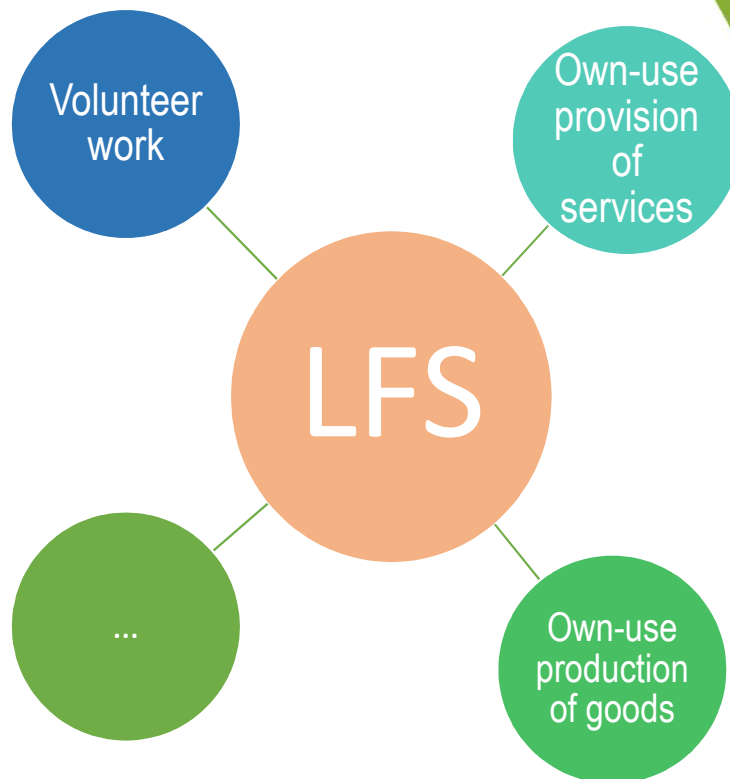 Volunteer
work
Own-use
provision
of
services
LFS
...
Own-use
production
of goods